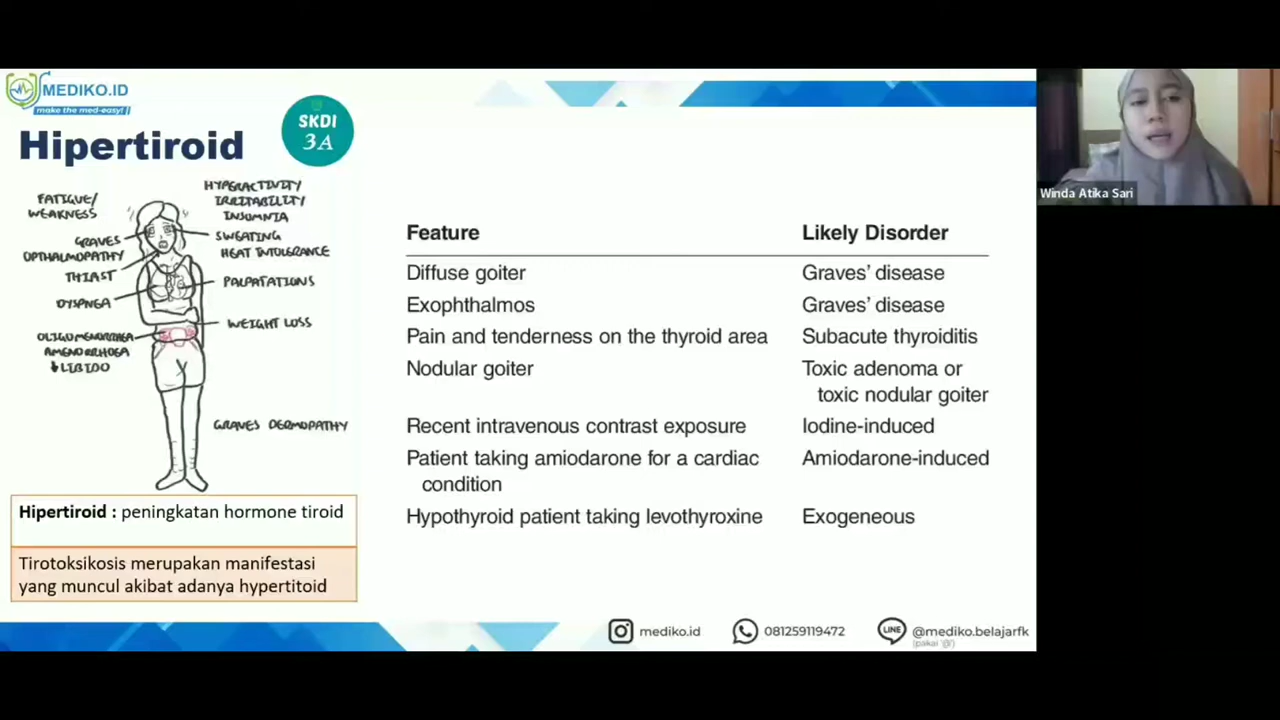 MEDIKO.ID
make the med-easy!
Hipertiroid
SKDI
3A
FATIGUE/
WEAKNESS
GRAVES
OPTHALMOPATHY
THIRST
DYSPNEA
OLIGOMENORRHEA
AMENORRHOEA
↓ LIBIDO
HYPERACTIVITY
IRRITABILITY
INSOMNIA
SWEATING
HEAT INTOLERANCE
PALPATATIONS
WEIGHT LOSS
GRAVES DERMOPATHY
Hipertiroid : peningkatan hormone tiroid
Tirotoksikosis merupakan manifestasi
yang muncul akibat adanya hypertitoid
Feature Likely Disorder
Diffuse goiter Graves' disease
Exophthalmos Graves' disease
Pain and tenderness on the thyroid area Subacute thyroiditis
Nodular goiter Toxic adenoma or
toxic nodular goiter
Recent intravenous contrast exposure Iodine-induced
Patient taking amiodarone for a cardiac Amiodarone-induced
condition
Hypothyroid patient taking levothyroxine Exogeneous
mediko.id 081259119472 LINE @mediko.belajarfk
(pakai '@')
Winda Atika Sari